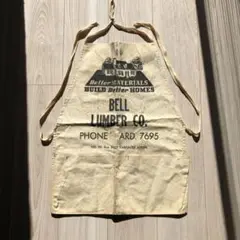 Better MATERIALS
BUILD Better HOMES
BELL
LUMBER CO.
PHONE ARD. 7695